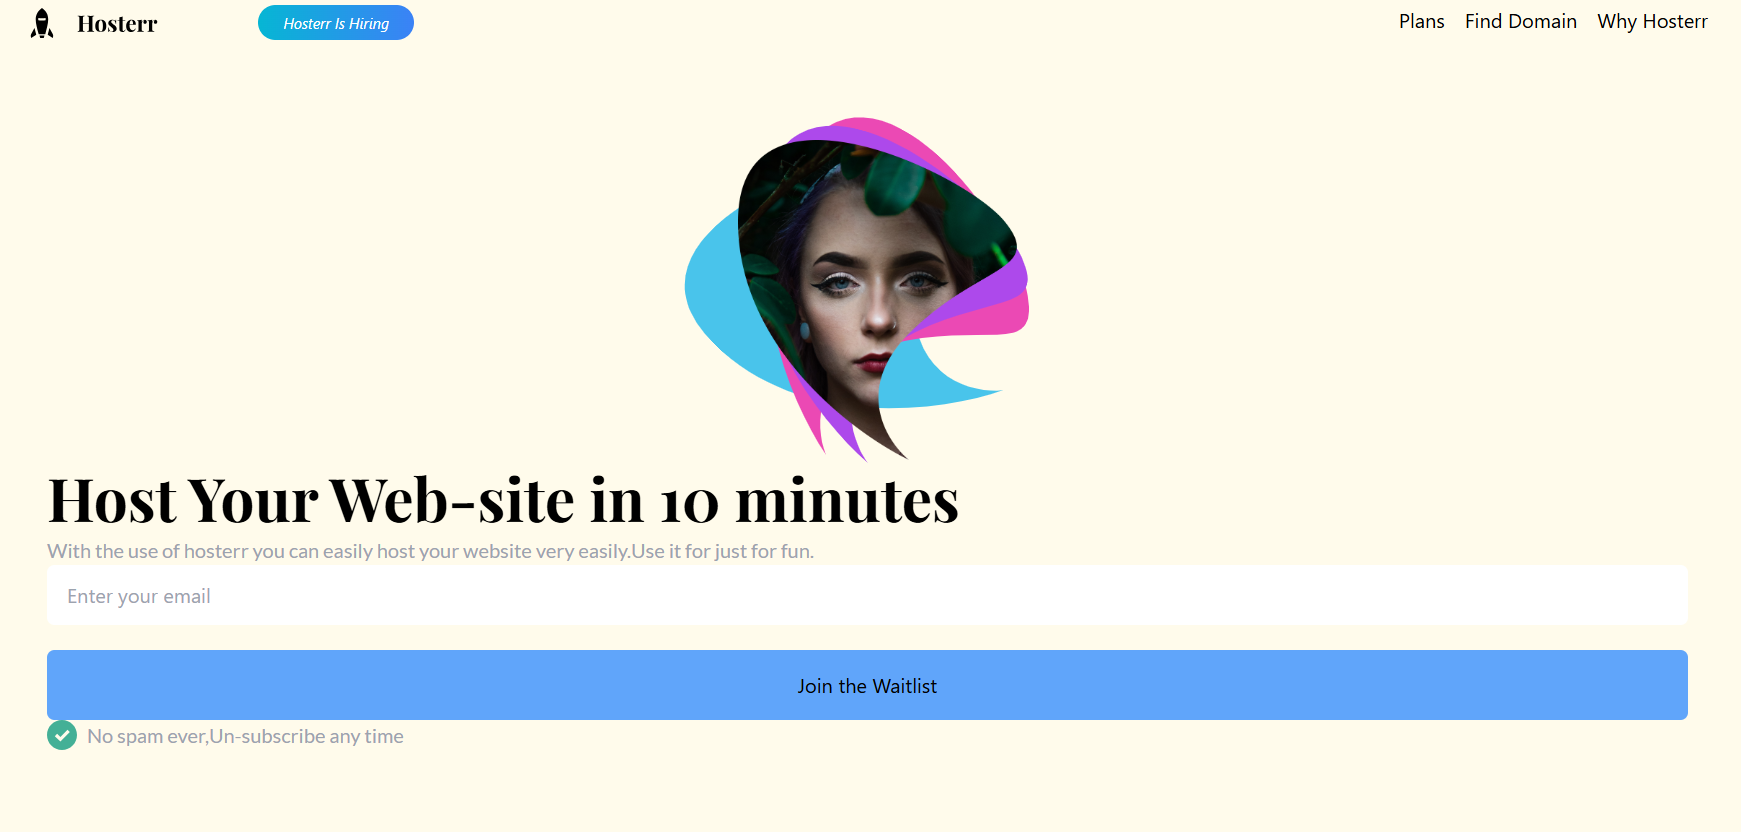 Hosterr
Hosterr Is Hiring
Plans
Find Domain
Why Hosterr
Host Your Web-site in 10 minutes
With the use of hosterr you can easily host your website very easily.Use it for just for fun.
Enter your email
Join the Waitlist
No spam ever,Un-subscribe any time